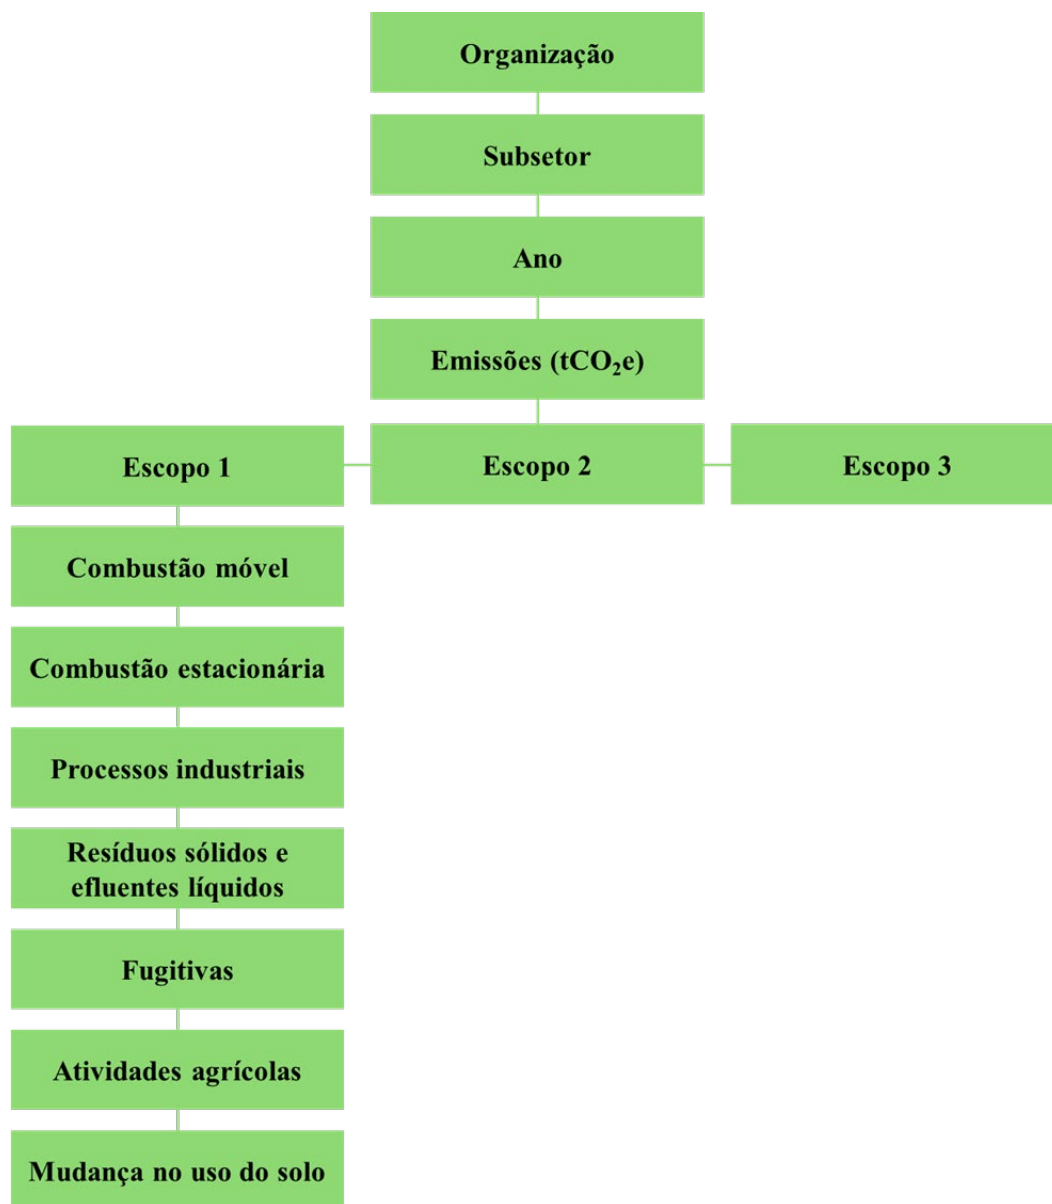 Organização
Subsetor
Ano
Emissões (tCO₂e)
Escopo 1
Escopo 2
Escopo 3
Combustão móvel
Combustão estacionária
Processos industriais
Resíduos sólidos e
efluentes líquidos
Fugitivas
Atividades agrícolas
Mudança no uso do solo